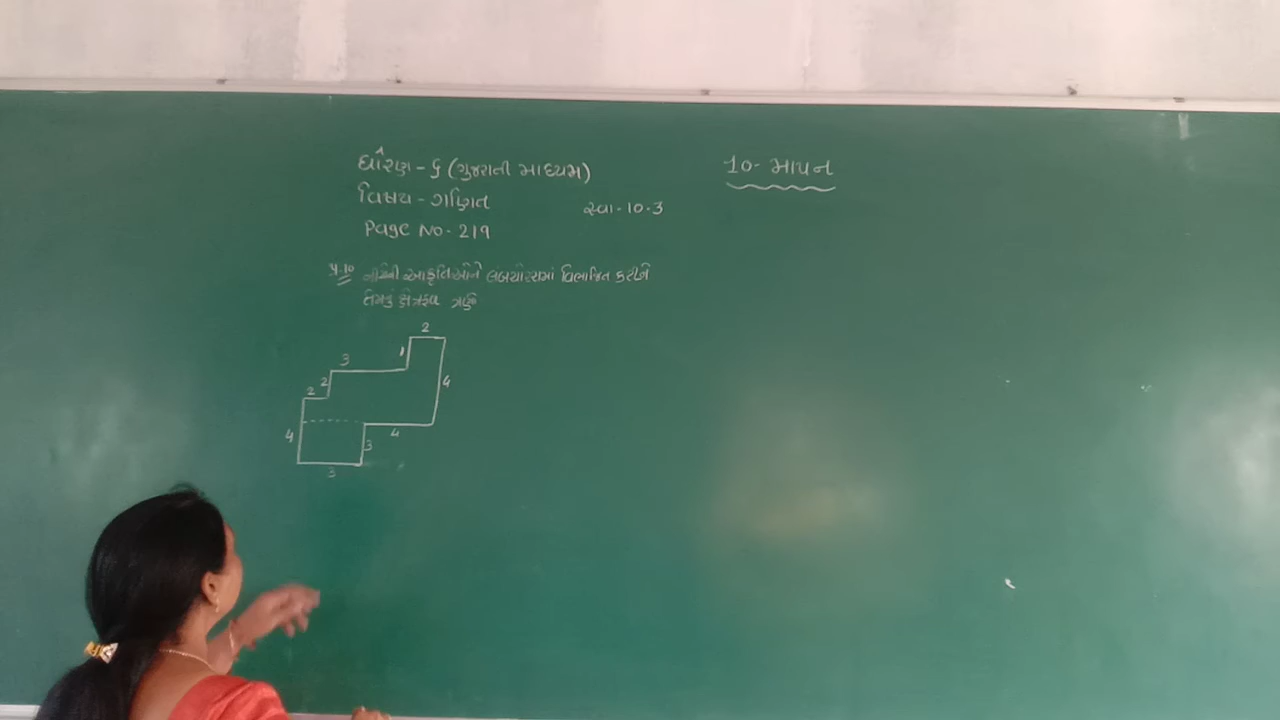 ધોરણ - ૬ (ગુજરાતી માધ્યમ)
વિષય - ગણિત
Page No - 219
10 - માપન
સ્વા - 10.3
પ્ર.10 નીચેની આકૃતિઓને લંબચોરસમાં વિભાજિત કરીને
તેમનું ક્ષેત્રફળ
2
3
1
2
2
4
4
4
3
3